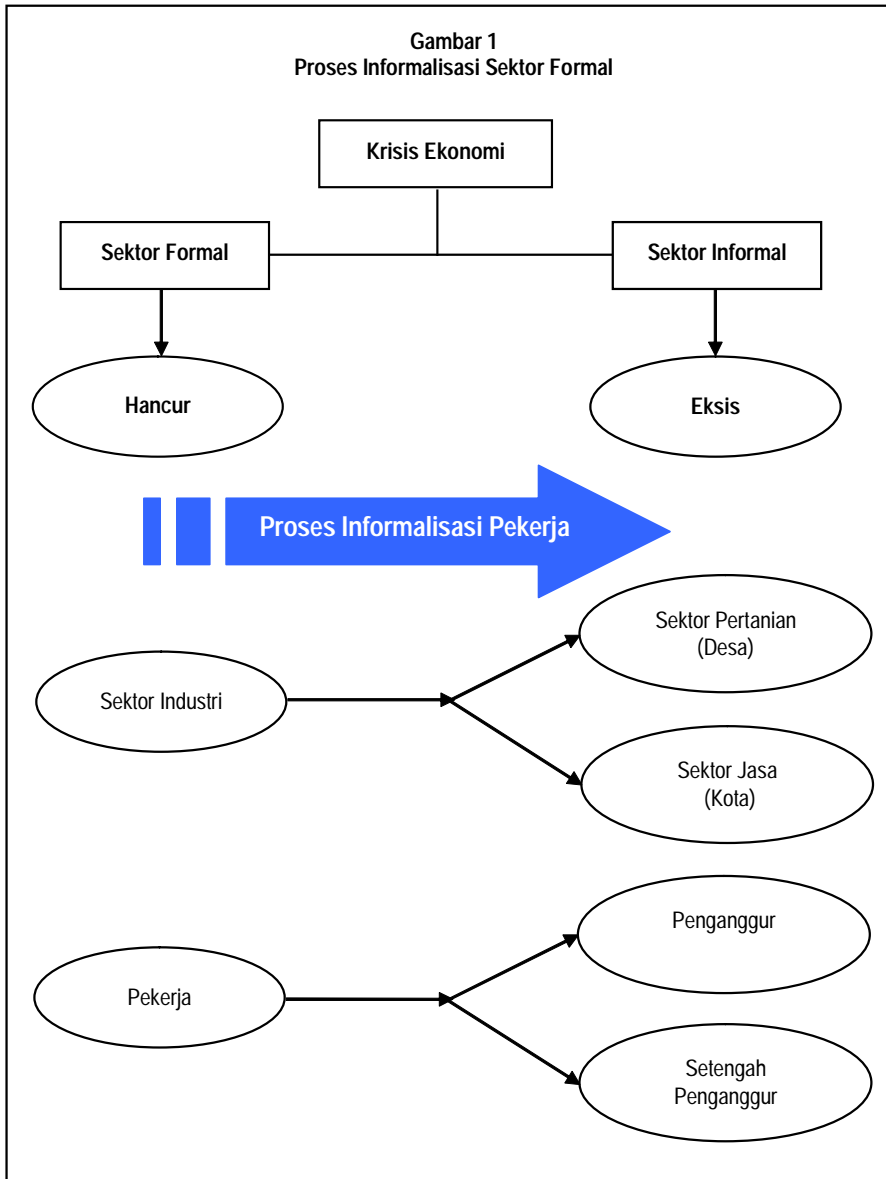 Gambar 1
Proses Informalisasi Sektor Formal
Krisis Ekonomi
Sektor Formal
Sektor Informal
Hancur
Eksis
Proses Informalisasi Pekerja
Sektor Pertanian
(Desa)
Sektor Industri
Sektor Jasa
(Kota)
Penganggur
Pekerja
Setengah
Penganggur